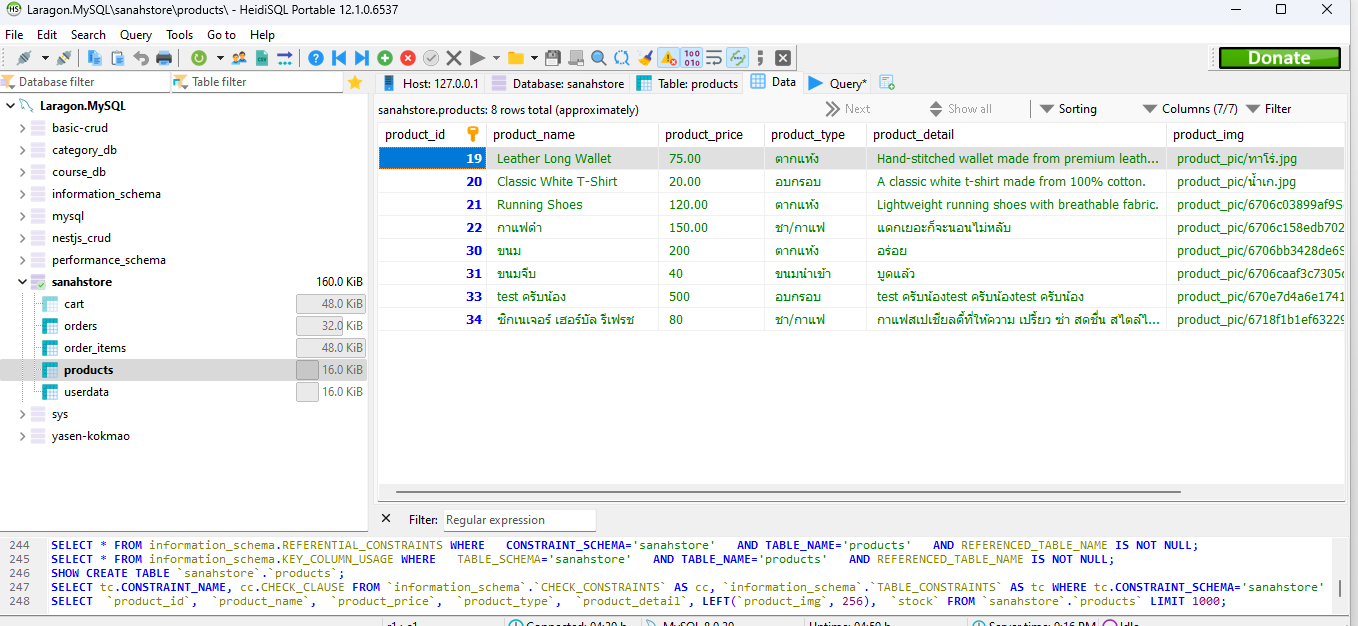 Laragon.MySQL\sanahstore\products\ - HeidiSQL Portable 12.1.0.6537
File Edit Search Query Tools Go to Help
Donate
Database filter
Table filter
Host: 127.0.0.1
Database: sanahstore
Table: products
Data
Query*
Laragon.MySQL
basic-crud
category_db
course_db
information_schema
mysql
nestjs_crud
performance_schema
sanahstore 160.0 KiB
cart 48.0 KiB
orders 32.0 KiB
order_items 48.0 KiB
products 16.0 KiB
userdata 16.0 KiB
sys
yasen-kokmao
sanahstore.products: 8 rows total (approximately)
Next
Show all
Sorting
Columns (7/7)
Filter
product_id product_name product_price product_type product_detail product_img
19 Leather Long Wallet 75.00 ตากแห้ง Hand-stitched wallet made from premium leath... product_pic/ทาโร่.jpg
20 Classic White T-Shirt 20.00 อบกรอบ A classic white t-shirt made from 100% cotton. product_pic/น้ำเก.jpg
21 Running Shoes 120.00 ตากแห้ง Lightweight running shoes with breathable fabric. product_pic/6706c03899af9S
22 กาแฟดำ 150.00 ชา/กาแฟ แดกเยอะก็จะนอนไม่หลับ product_pic/6706c158edb702
30 ขนม 200 ตากแห้ง อร่อย product_pic/6706bb3428de69
31 ขนมจีบ 40 ขนมนำเข้า บูดแล้ว product_pic/6706caaf3c7305
33 test ครับน้อง 500 อบกรอบ test ครับน้องtest ครับน้องtest ครับน้อง product_pic/670e7d4a6e1741
34 ซิกเนเจอร์ เฮอร์บัล รีเฟรช 80 ชา/กาแฟ กาแฟสเปเชียลตี้ที่ให้ความ เปรี้ยว ซ่า สดชื่น สไตล์ไ... product_pic/6718f1b1ef63229
Filter: Regular expression
244 SELECT * FROM information_schema.REFERENTIAL_CONSTRAINTS WHERE CONSTRAINT_SCHEMA='sanahstore' AND TABLE_NAME='products' AND REFERENCED_TABLE_NAME IS NOT NULL;
245 SELECT * FROM information_schema.KEY_COLUMN_USAGE WHERE TABLE_SCHEMA='sanahstore' AND TABLE_NAME='products' AND REFERENCED_TABLE_NAME IS NOT NULL;
246 SHOW CREATE TABLE `sanahstore`.`products`;
247 SELECT tc.CONSTRAINT_NAME, cc.CHECK_CLAUSE FROM `information_schema`.`CHECK_CONSTRAINTS` AS cc, `information_schema`.`TABLE_CONSTRAINTS` AS tc WHERE tc.CONSTRAINT_SCHEMA='sanahstore'
248 SELECT `product_id`, `product_name`, `product_price`, `product_type`, `product_detail`, LEFT(`product_img`, 256), `stock` FROM `sanahstore`.`products` LIMIT 1000;